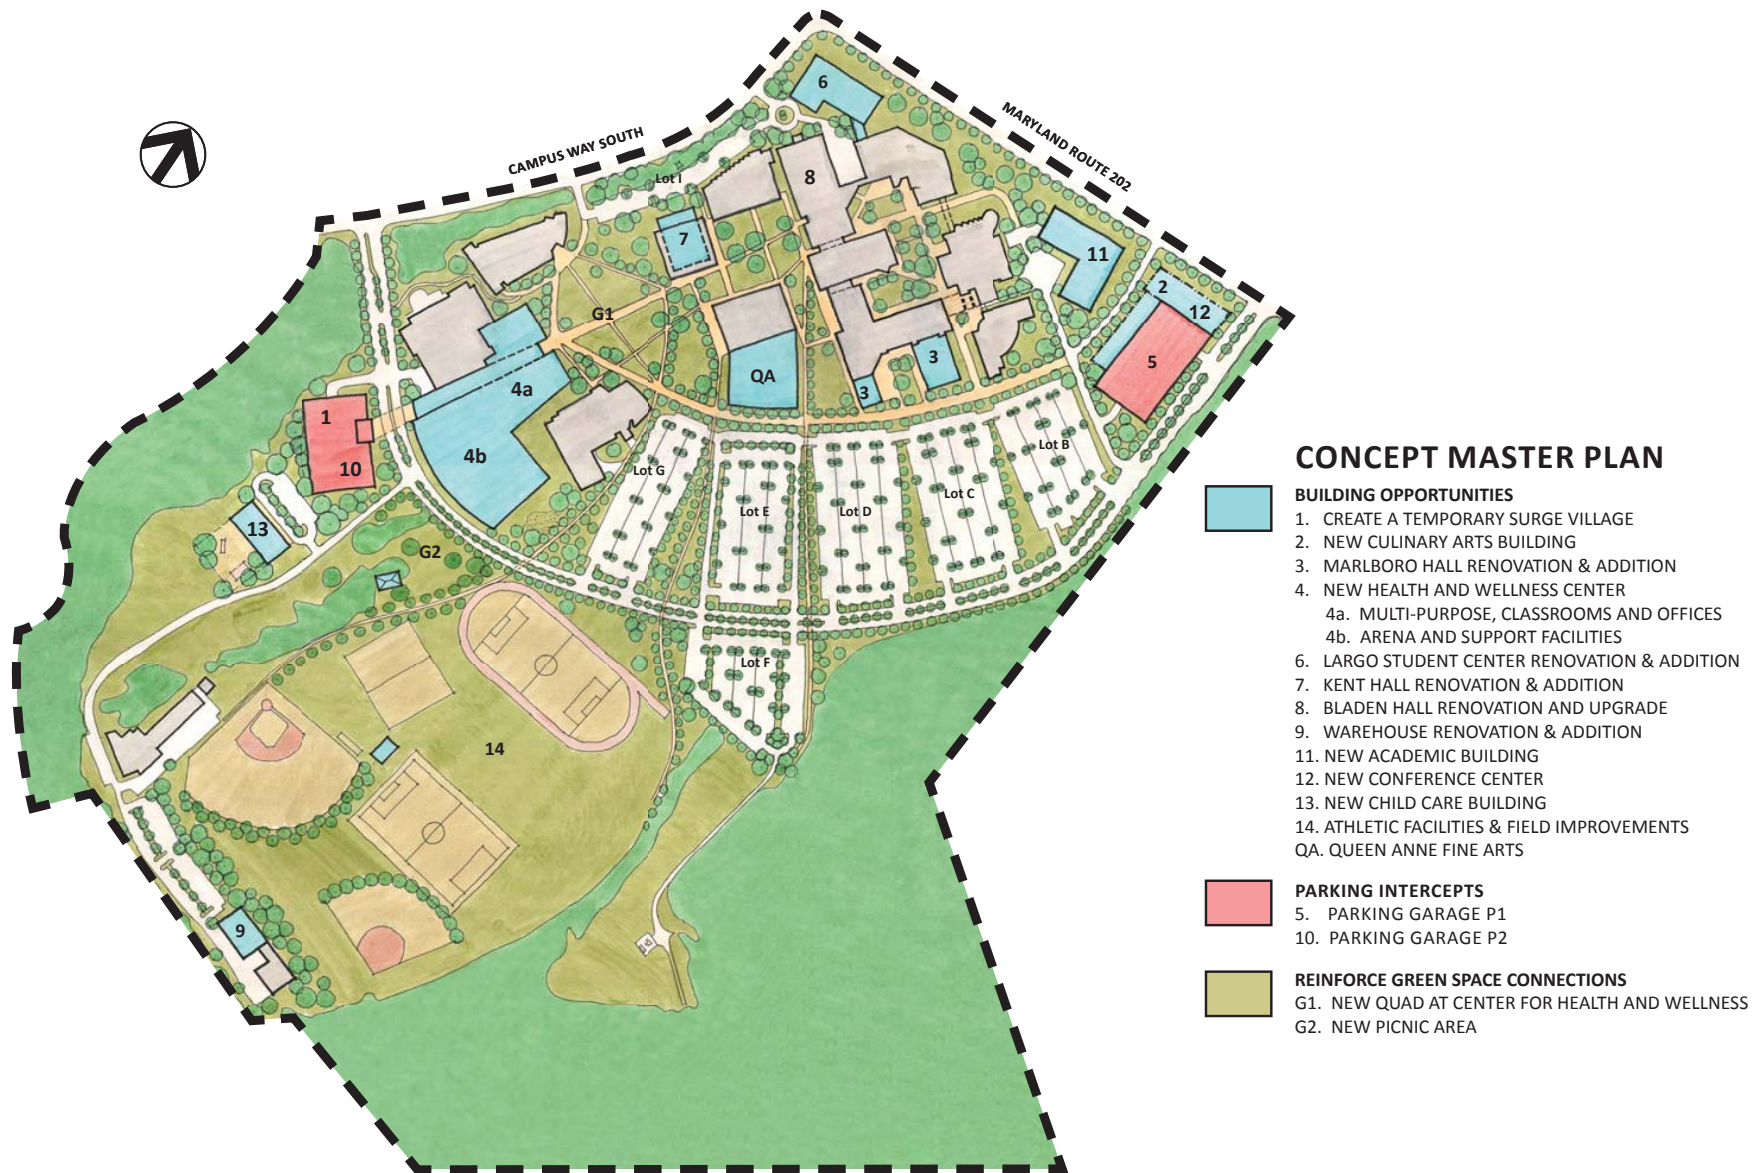 6
MARYLAND ROUTE 202
CAMPUS WAY SOUTH
Lot I
8
7
11
2
12
G1
QA
3
3
5
4a
1
4b
10
Lot G
Lot E
Lot D
Lot C
Lot B
13
G2
Lot F
14
9
CONCEPT MASTER PLAN
BUILDING OPPORTUNITIES
1. CREATE A TEMPORARY SURGE VILLAGE
2. NEW CULINARY ARTS BUILDING
3. MARLBORO HALL RENOVATION & ADDITION
4. NEW HEALTH AND WELLNESS CENTER
4a. MULTI-PURPOSE, CLASSROOMS AND OFFICES
4b. ARENA AND SUPPORT FACILITIES
6. LARGO STUDENT CENTER RENOVATION & ADDITION
7. KENT HALL RENOVATION & ADDITION
8. BLADEN HALL RENOVATION AND UPGRADE
9. WAREHOUSE RENOVATION & ADDITION
11. NEW ACADEMIC BUILDING
12. NEW CONFERENCE CENTER
13. NEW CHILD CARE BUILDING
14. ATHLETIC FACILITIES & FIELD IMPROVEMENTS
QA. QUEEN ANNE FINE ARTS
PARKING INTERCEPTS
5. PARKING GARAGE P1
10. PARKING GARAGE P2
REINFORCE GREEN SPACE CONNECTIONS
G1. NEW QUAD AT CENTER FOR HEALTH AND WELLNESS
G2. NEW PICNIC AREA